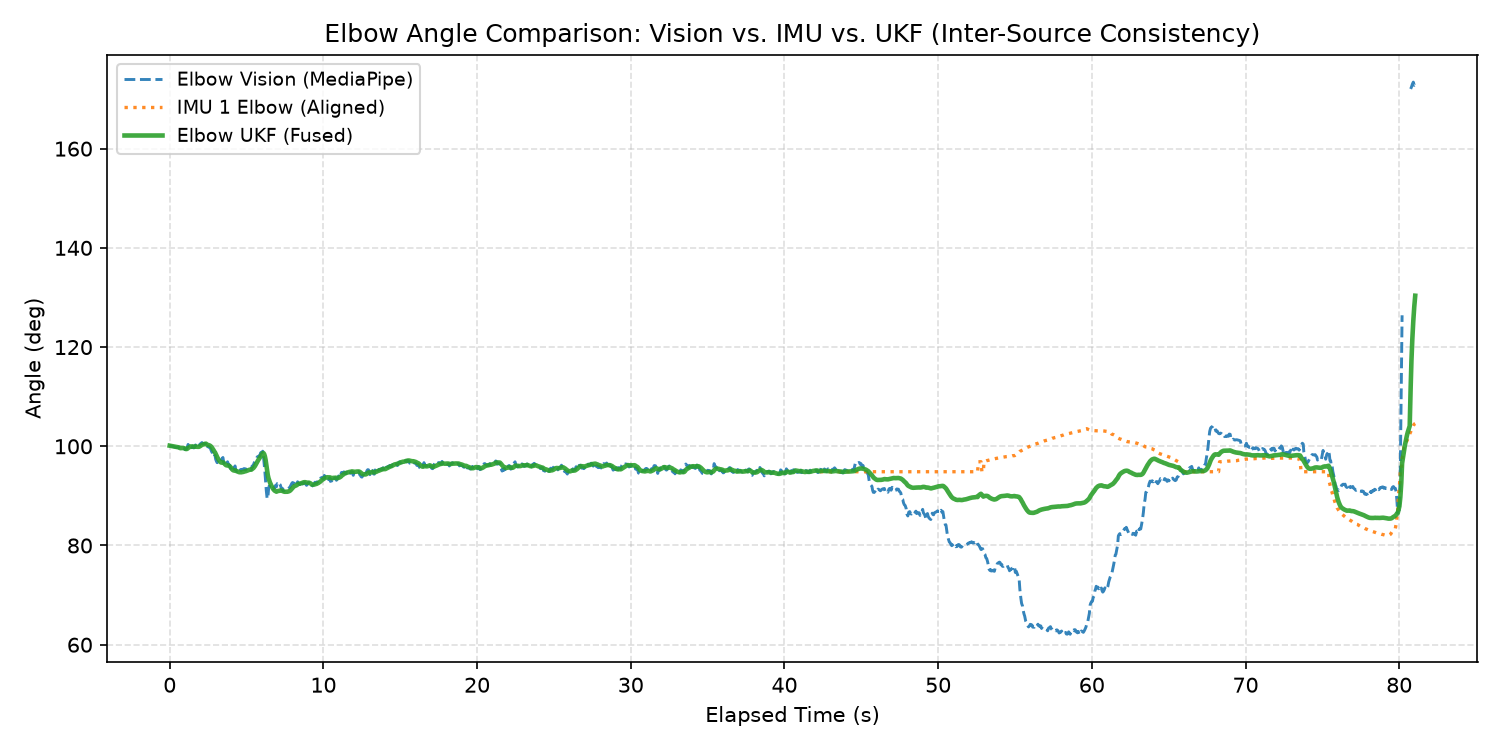 Elbow Angle Comparison: Vision vs. IMU vs. UKF (Inter-Source Consistency)
Elbow Vision (MediaPipe)
IMU 1 Elbow (Aligned)
Elbow UKF (Fused)
Angle (deg)
160
140
120
100
80
60
0 10 20 30 40 50 60 70 80
Elapsed Time (s)